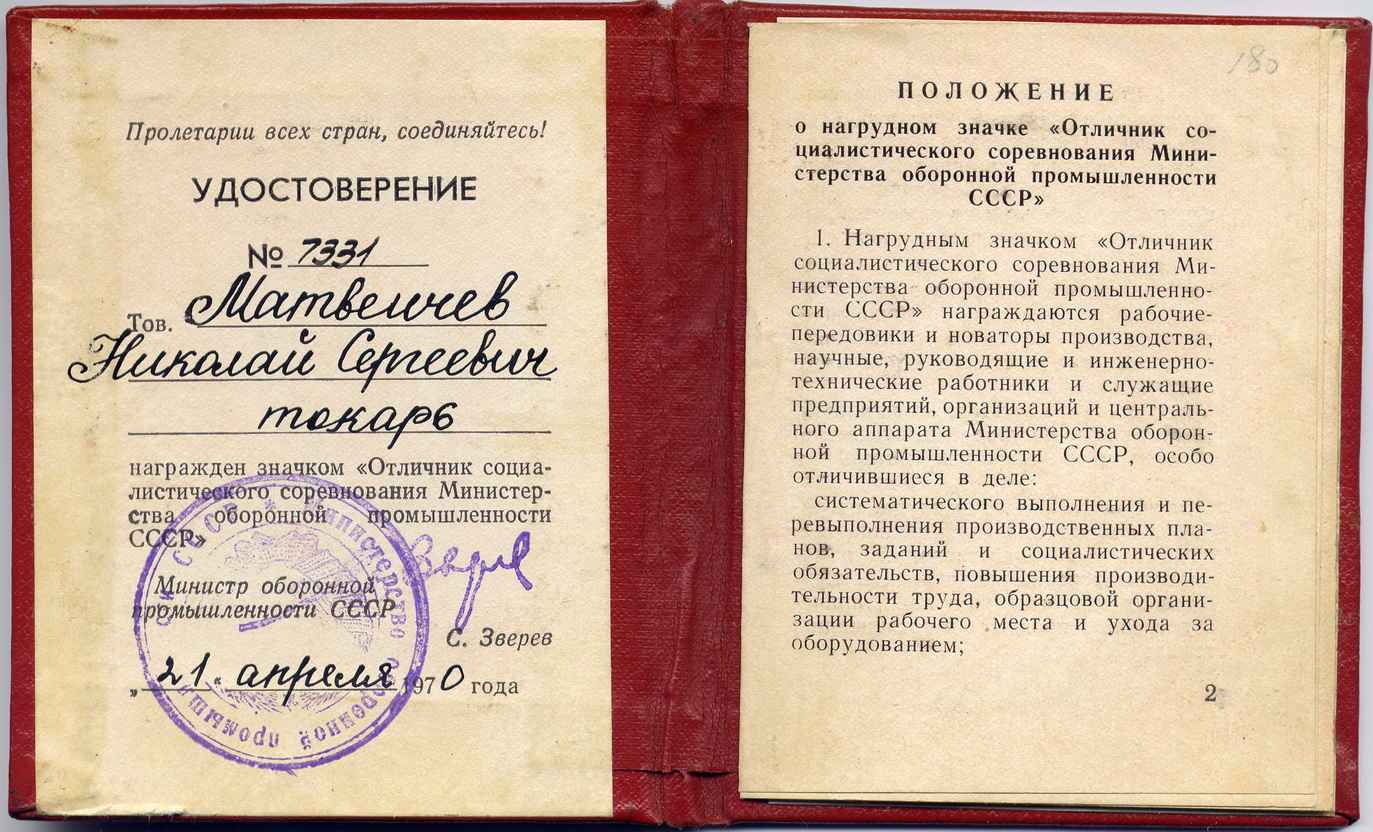 Пролетарии всех стран, соединяйтесь!
УДОСТОВЕРЕНИЕ
№ 7331
Тов. Матвеичев
Николай Сергеевич
токарь
награжден значком «Отличник социа-
листического соревнования Министер-
ства оборонной промышленности
СССР»
Министр оборонной
промышленности СССР
С. Зверев
„21“ апреля 1970 года
180
ПОЛОЖЕНИЕ
о нагрудном значке «Отличник со-
циалистического соревнования Мини-
стерства оборонной промышленности
СССР»
1. Нагрудным значком «Отличник
социалистического соревнования Ми-
нистерства оборонной промышленно-
сти СССР» награждаются рабочие-
передовики и новаторы производства,
научные, руководящие и инженерно-
технические работники и служащие
предприятий, организаций и централь-
ного аппарата Министерства оборон-
ной промышленности СССР, особо
отличившиеся в деле:
систематического выполнения и пе-
ревыполнения производственных пла-
нов, заданий и социалистических
обязательств, повышения производи-
тельности труда, образцовой органи-
зации рабочего места и ухода за
оборудованием;
2